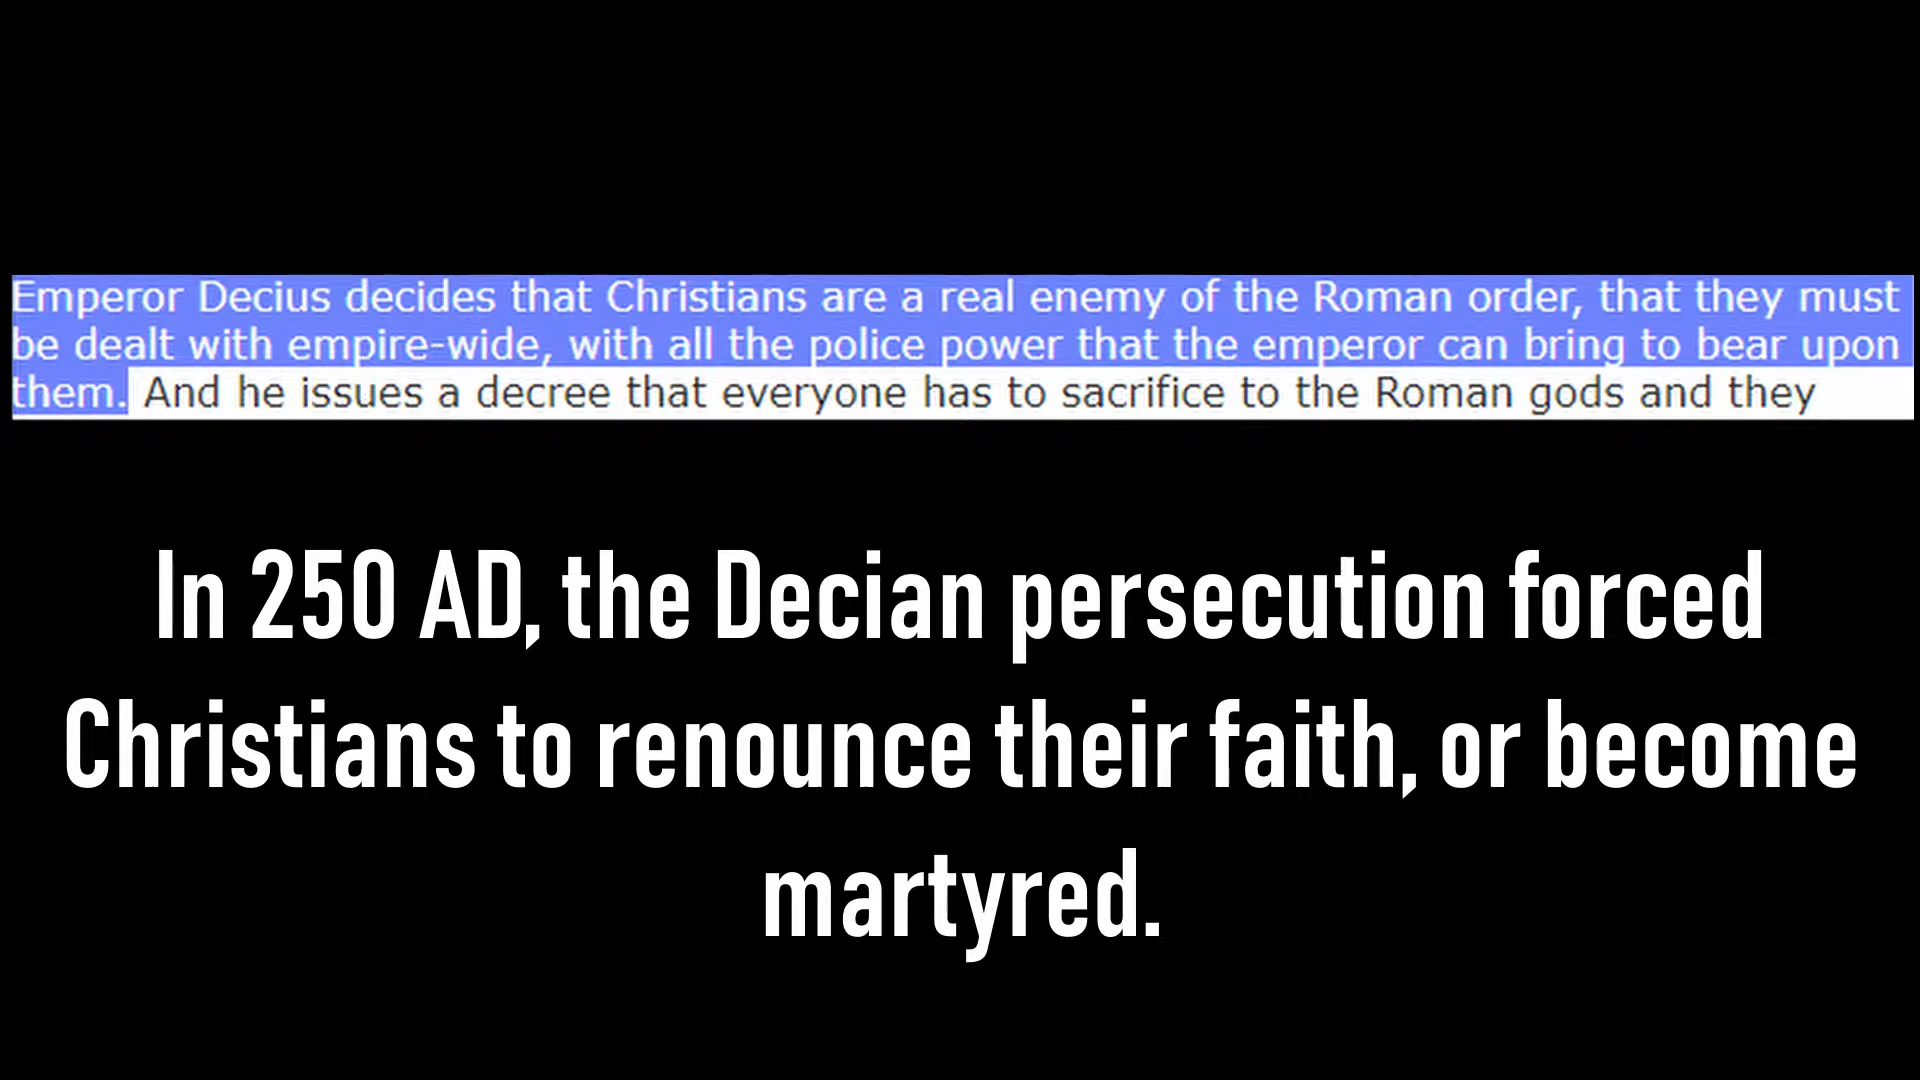 Emperor Decius decides that Christians are a real enemy of the Roman order, that they must
be dealt with empire-wide, with all the police power that the emperor can bring to bear upon
them. And he issues a decree that everyone has to sacrifice to the Roman gods and they
In 250 AD, the Decian persecution forced
Christians to renounce their faith, or become
martyred.